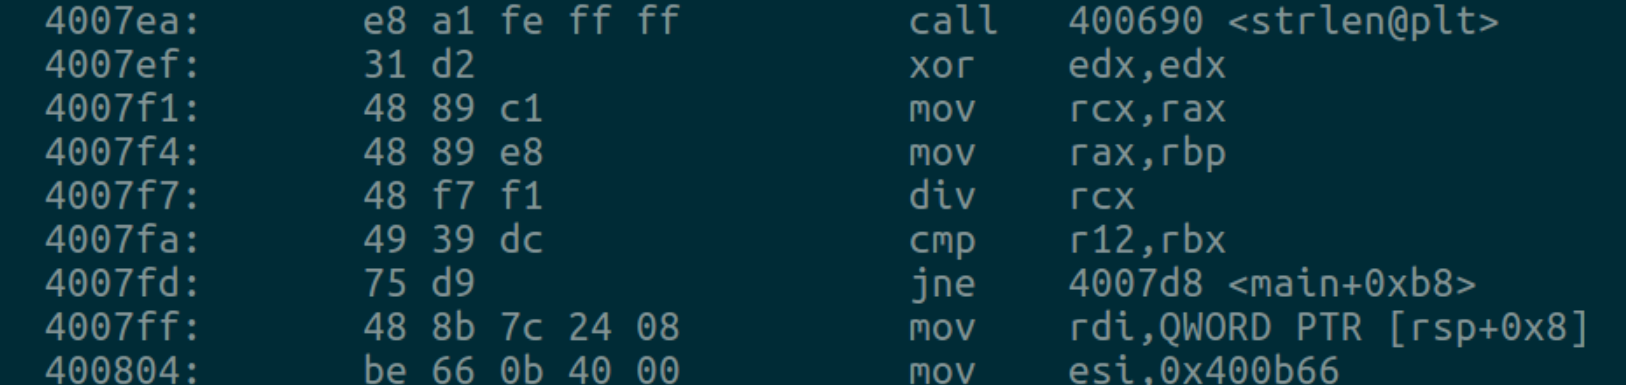 4007ea: e8 a1 fe ff ff call 400690 <strlen@plt>
4007ef: 31 d2 xor edx,edx
4007f1: 48 89 c1 mov rcx,rax
4007f4: 48 89 e8 mov rax,rbp
4007f7: 48 f7 f1 div rcx
4007fa: 49 39 dc cmp r12,rbx
4007fd: 75 d9 jne 4007d8 <main+0xb8>
4007ff: 48 8b 7c 24 08 mov rdi,QWORD PTR [rsp+0x8]
400804: be 66 0b 40 00 mov esi,0x400b66